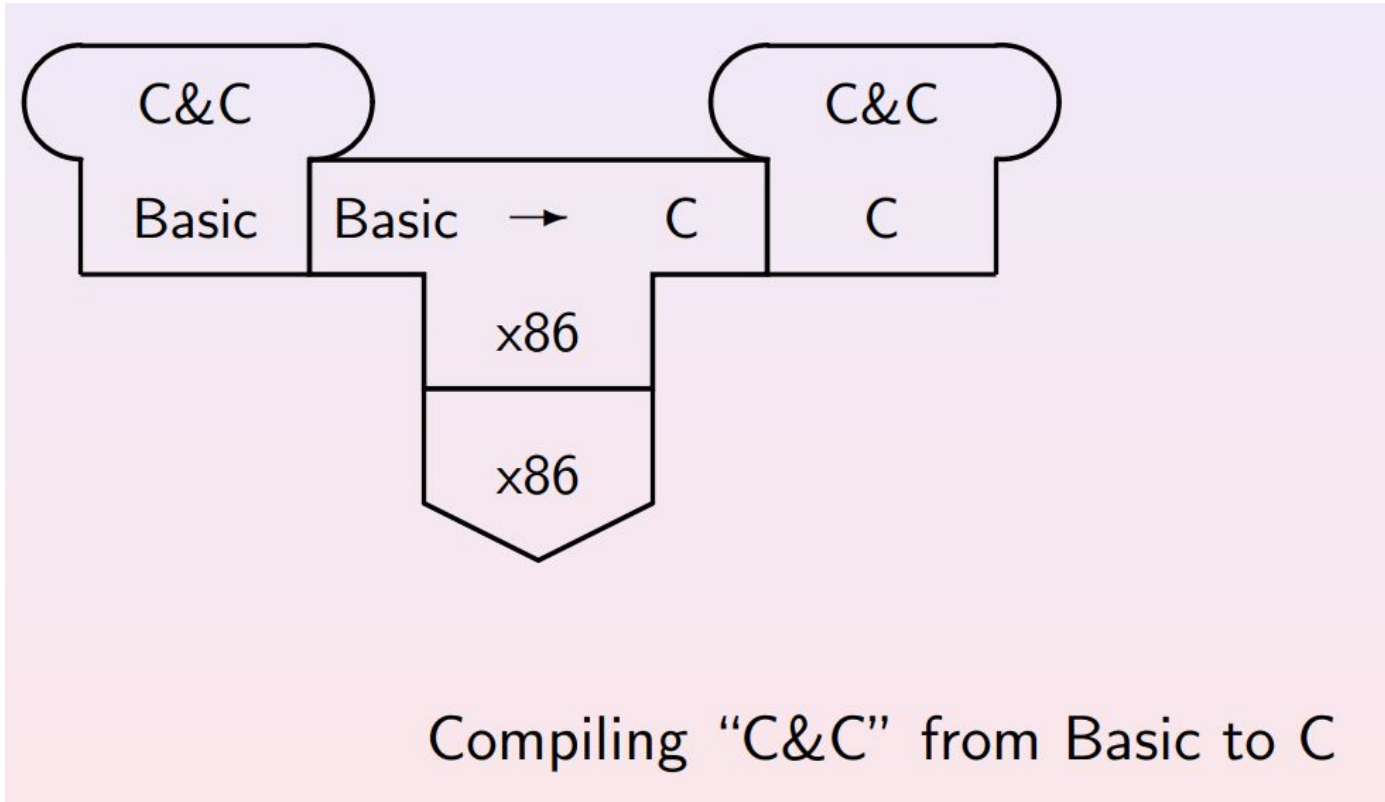 C&C C&C
Basic Basic → C C
x86
x86
Compiling “C&C” from Basic to C